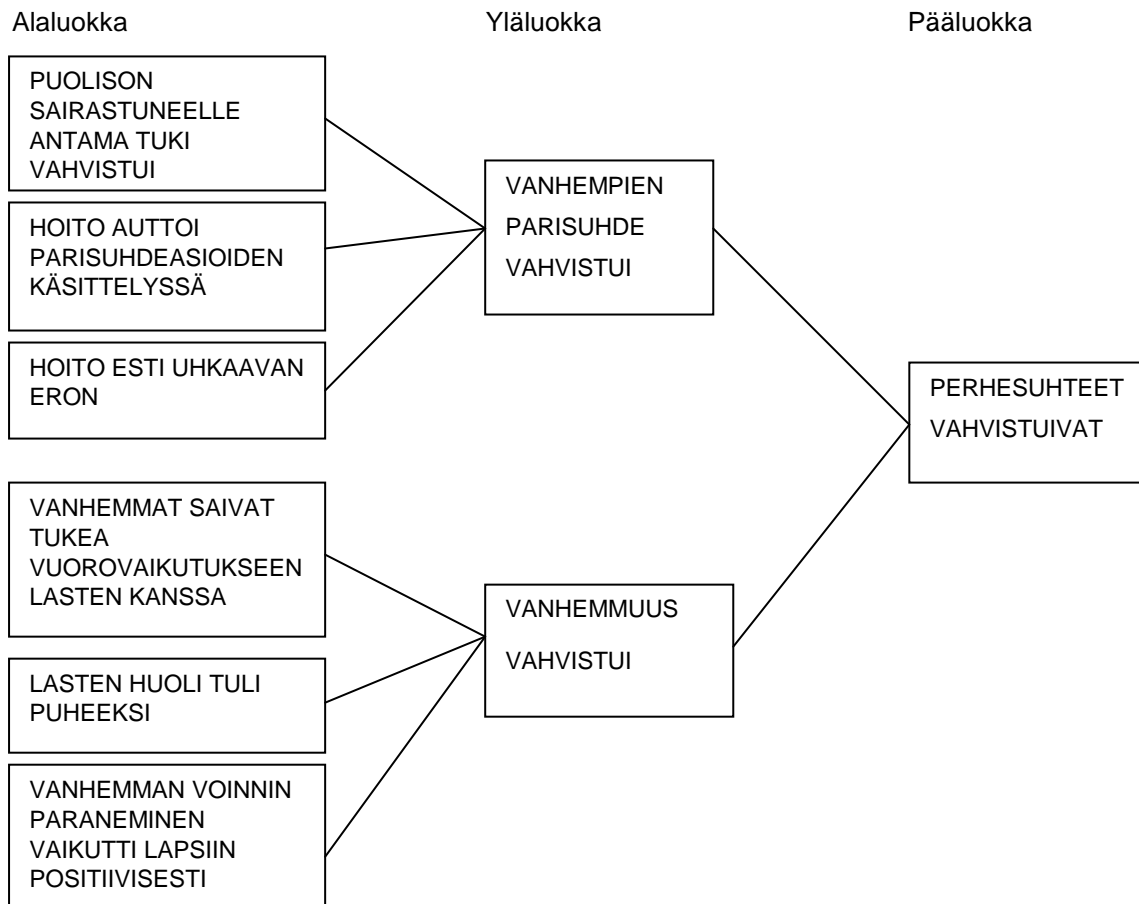 Alaluokka
Yläluokka
Pääluokka
PUOLISON
SAIRASTUNEELLE
ANTAMA TUKI
VAHVISTUI
HOITO AUTTOI
PARISUHDEASIOIDEN
KÄSITTELYSSÄ
HOITO ESTI UHKAAVAN
ERON
VANHEMPIEN
PARISUHDE
VAHVISTUI
VANHEMMAT SAIVAT
TUKEA
VUOROVAIKUTUKSEEN
LASTEN KANSSA
LASTEN HUOLI TULI
PUHEEKSI
VANHEMMAN VOINNIN
PARANEMINEN
VAIKUTTI LAPSIIN
POSITIIVISESTI
VANHEMMUUS
VAHVISTUI
PERHESUHTEET
VAHVISTUIVAT